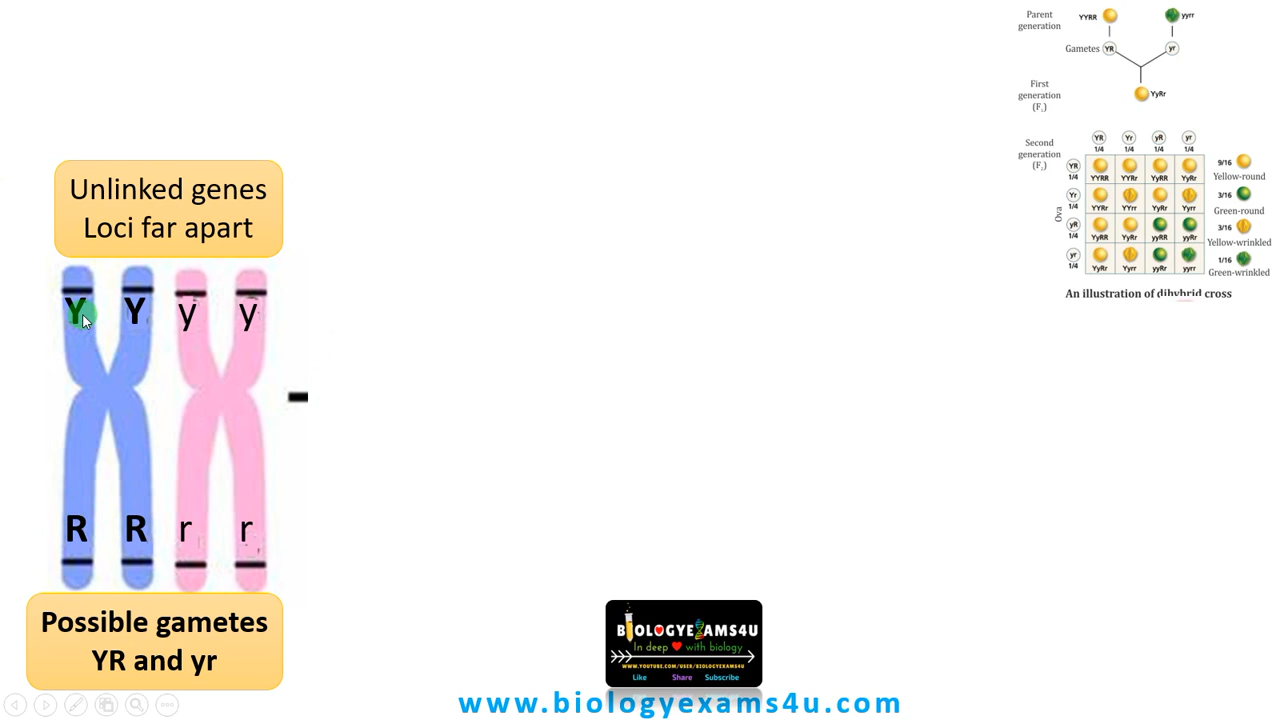 Unlinked genes
Loci far apart
Y Y y y
R R r r
Possible gametes
YR and yr
Parent
generation
YYRR
yyrr
Gametes
YR
yr
First
generation
(F₁)
YyRr
Second
generation
(F₂)
YR Yr yR yr
1/4 1/4 1/4 1/4
Ova
YR
1/4
YYRR YYRr YyRR YyRr
Yr
1/4
YYRr YYrr YyRr Yyrr
yR
1/4
YyRR YyRr yyRR yyRr
yr
1/4
YyRr Yyrr yyRr yyrr
9/16
Yellow-round
3/16
Green-round
3/16
Yellow-wrinkled
1/16
Green-wrinkled
An illustration of dihybrid cross
BIOLOGYEXAMS4U
In deep with biology
WWW.YOUTUBE.COM/USER/BIOLOGYEXAMS4U
Like Share Subscribe
www.biologyexams4u.com